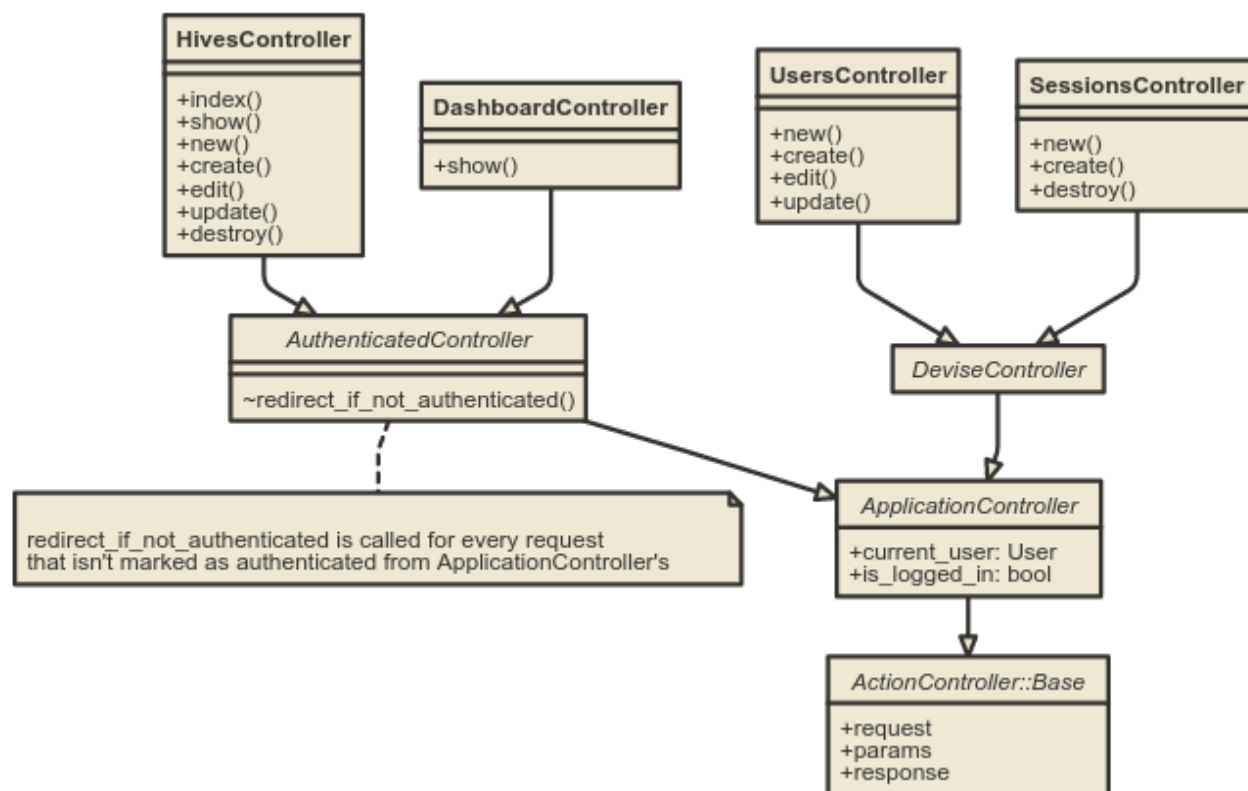 HivesController
+index()
+show()
+new()
+create()
+edit()
+update()
+destroy()
DashboardController
+show()
UsersController
+new()
+create()
+edit()
+update()
SessionsController
+new()
+create()
+destroy()
AuthenticatedController
~redirect_if_not_authenticated()
DeviseController
redirect_if_not_authenticated is called for every request
that isn't marked as authenticated from ApplicationController's
ApplicationController
+current_user: User
+is_logged_in: bool
ActionController::Base
+request
+params
+response